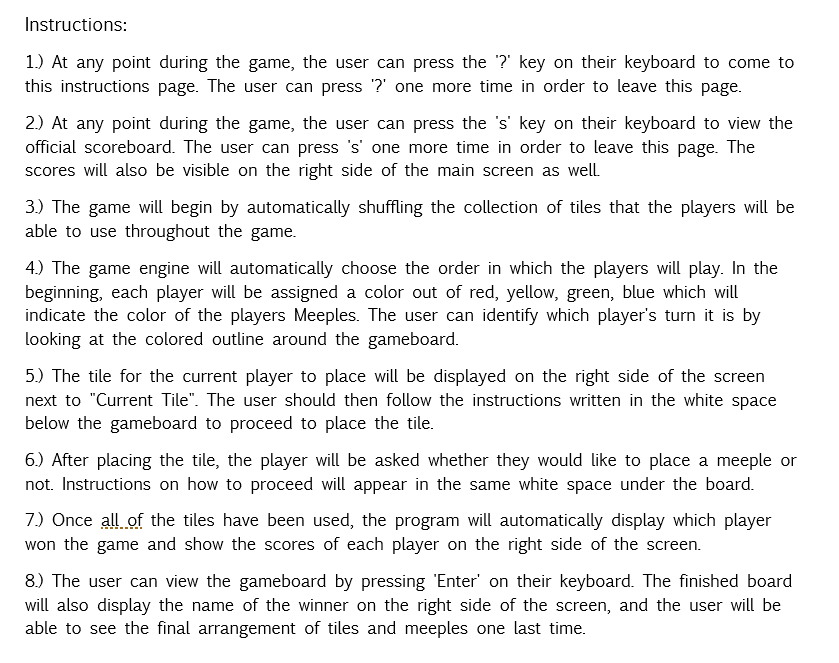 Instructions:
1.) At any point during the game, the user can press the '?' key on their keyboard to come to
this instructions page. The user can press '?' one more time in order to leave this page.
2.) At any point during the game, the user can press the 's' key on their keyboard to view the
official scoreboard. The user can press 's' one more time in order to leave this page. The
scores will also be visible on the right side of the main screen as well.
3.) The game will begin by automatically shuffling the collection of tiles that the players will be
able to use throughout the game.
4.) The game engine will automatically choose the order in which the players will play. In the
beginning, each player will be assigned a color out of red, yellow, green, blue which will
indicate the color of the players Meeples. The user can identify which player's turn it is by
looking at the colored outline around the gameboard.
5.) The tile for the current player to place will be displayed on the right side of the screen
next to "Current Tile". The user should then follow the instructions written in the white space
below the gameboard to proceed to place the tile.
6.) After placing the tile, the player will be asked whether they would like to place a meeple or
not. Instructions on how to proceed will appear in the same white space under the board.
7.) Once all of the tiles have been used, the program will automatically display which player
won the game and show the scores of each player on the right side of the screen.
8.) The user can view the gameboard by pressing 'Enter' on their keyboard. The finished board
will also display the name of the winner on the right side of the screen, and the user will be
able to see the final arrangement of tiles and meeples one last time.